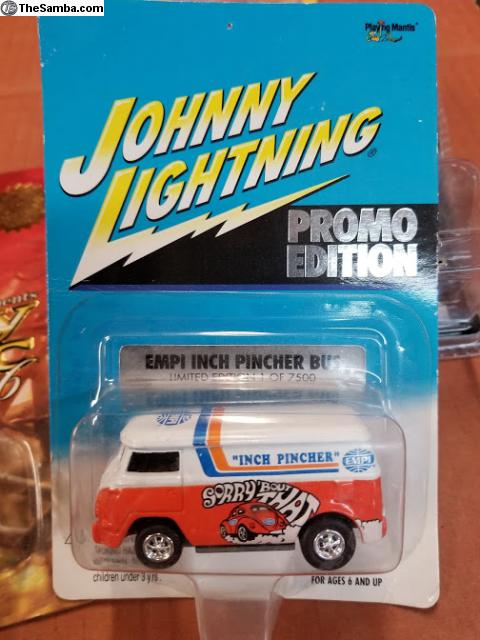 TheSamba.com
Playing Mantis
JOHNNY
LIGHTNING
®
PROMO
EDITION
EMPI INCH PINCHER BUS
LIMITED EDITION 1 OF 7500
"INCH PINCHER"
EMPI
SORRY 'BOUT
THAT
children under 3 yrs.
FOR AGES 6 AND UP